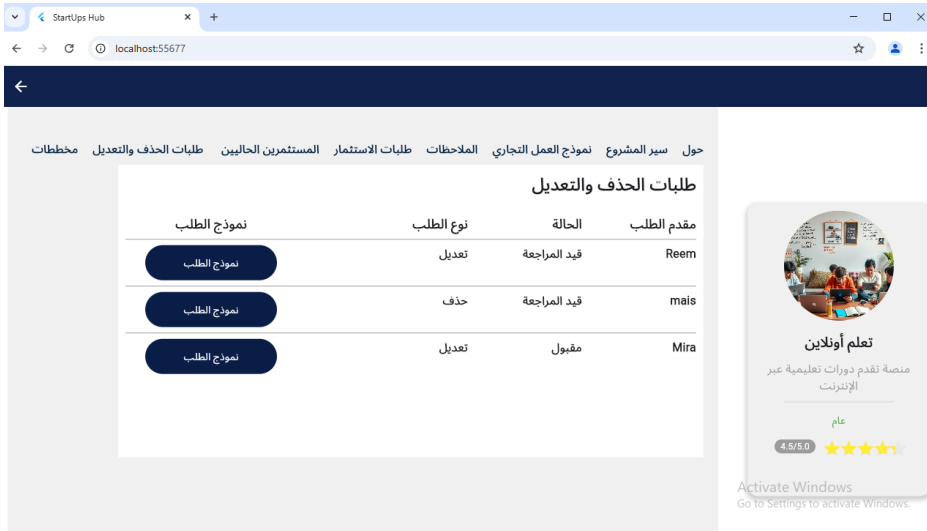 StartUps Hub
localhost:55677
حول سير المشروع نموذج العمل التجاري الملاحظات طلبات الاستثمار المستثمرين الحاليين طلبات الحذف والتعديل مخططات
طلبات الحذف والتعديل
مقدم الطلب الحالة نوع الطلب نموذج الطلب
Reem قيد المراجعة تعديل نموذج الطلب
mais قيد المراجعة حذف نموذج الطلب
Mira مقبول تعديل نموذج الطلب
تعلم أونلاين
منصة تقدم دورات تعليمية عبر
الإنترنت
عام
4.5/5.0
Activate Windows
Go to Settings to activate Windows.